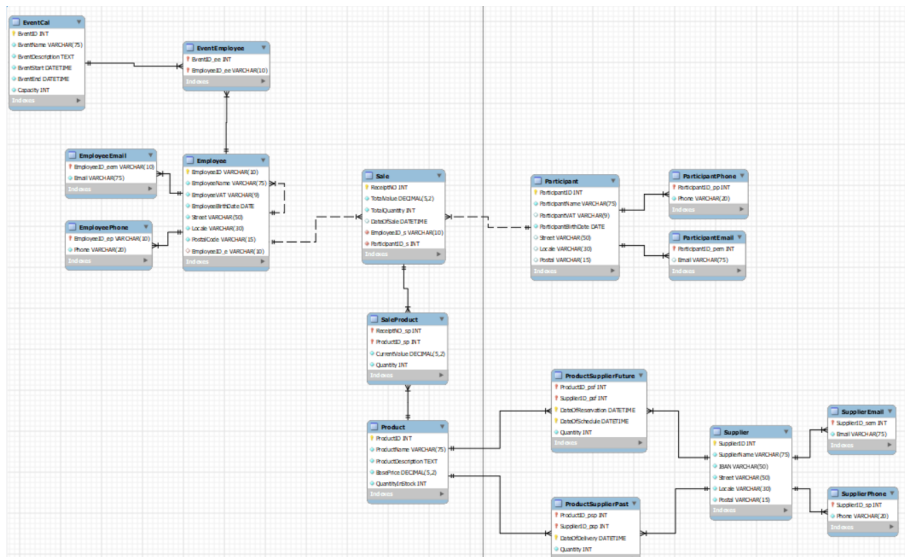 EventCal
EventID INT
EventName VARCHAR(75)
EventDescription TEXT
EventStart DATETIME
EventEnd DATETIME
Capacity INT
Indexes
EventEmployee
EventID_ee INT
EmployeeID_ee VARCHAR(10)
Indexes
EmployeeEmail
EmployeeID_eem VARCHAR(10)
Email VARCHAR(75)
Indexes
EmployeePhone
EmployeeID_ep VARCHAR(10)
Phone VARCHAR(20)
Indexes
Employee
EmployeeID VARCHAR(10)
EmployeeName VARCHAR(75)
EmployeeVAT VARCHAR(9)
EmployeeBirthDate DATE
Street VARCHAR(50)
Locale VARCHAR(30)
PostalCode VARCHAR(15)
EmployeeID_e VARCHAR(10)
Indexes
Sale
ReceiptNO INT
TotalValue DECIMAL(5,2)
TotalQuantity INT
DateOfSale DATETIME
EmployeeID_s VARCHAR(10)
ParticipantID_s INT
Indexes
Participant
ParticipantID INT
ParticipantName VARCHAR(75)
ParticipantVAT VARCHAR(9)
ParticipantBirthDate DATE
Street VARCHAR(50)
Locale VARCHAR(30)
Postal VARCHAR(15)
Indexes
ParticipantPhone
ParticipantID_pp INT
Phone VARCHAR(20)
Indexes
ParticipantEmail
ParticipantID_pem INT
Email VARCHAR(75)
Indexes
SaleProduct
ReceiptNO_sp INT
ProductID_sp INT
CurrentValue DECIMAL(5,2)
Quantity INT
Indexes
Product
ProductID INT
ProductName VARCHAR(75)
ProductDescription TEXT
BasePrice DECIMAL(5,2)
QuantityInStock INT
Indexes
ProductSupplierFuture
ProductID_psf INT
SupplierID_psf INT
DateOfReservation DATETIME
DateOfSchedule DATETIME
Quantity INT
Indexes
ProductSupplierPast
ProductID_psp INT
SupplierID_psp INT
DateOfDelivery DATETIME
Quantity INT
Supplier
SupplierID INT
SupplierName VARCHAR(75)
IBAN VARCHAR(50)
Street VARCHAR(50)
Locale VARCHAR(30)
Postal VARCHAR(15)
Indexes
SupplierEmail
SupplierID_sem INT
Email VARCHAR(75)
Indexes
SupplierPhone
SupplierID_sp INT
Phone VARCHAR(20)
Indexes